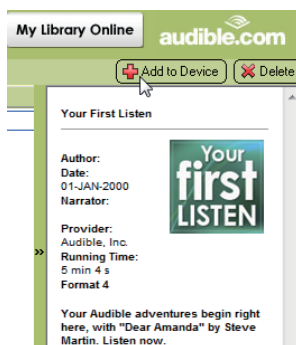 My Library Online
audible.com
Add to Device
Delete
Your First Listen
Your
first
LISTEN
Author:
Date:
01-JAN-2000
Narrator:
Provider:
Audible, Inc.
Running Time:
5 min 4 s
Format 4
»
Your Audible adventures begin right
here, with "Dear Amanda" by Steve
Martin. Listen now.